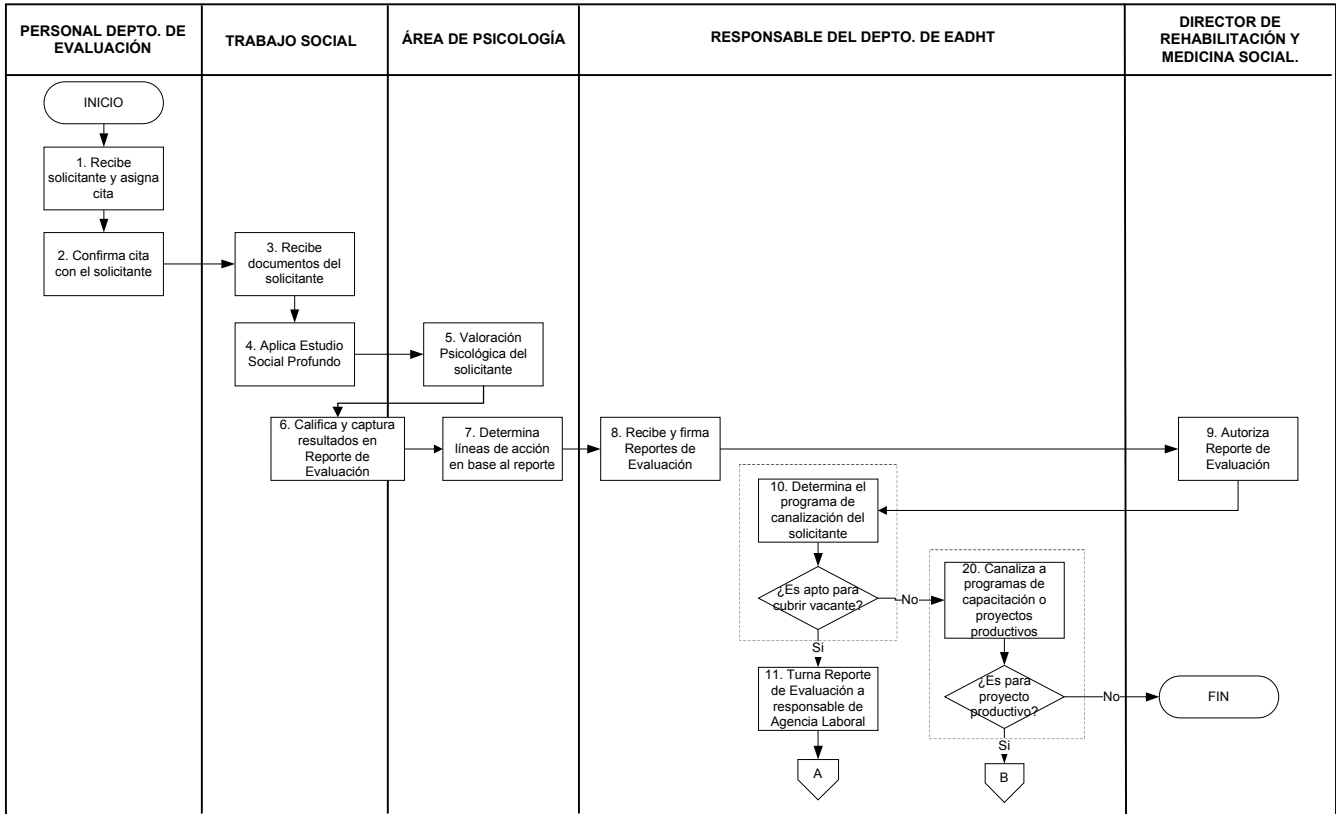 PERSONAL DEPTO. DE
EVALUACIÓN
TRABAJO SOCIAL
ÁREA DE PSICOLOGÍA
RESPONSABLE DEL DEPTO. DE EADHT
DIRECTOR DE
REHABILITACIÓN Y
MEDICINA SOCIAL.
INICIO
1. Recibe
solicitante y asigna
cita
2. Confirma cita
con el solicitante
3. Recibe
documentos del
solicitante
4. Aplica Estudio
Social Profundo
5. Valoración
Psicológica del
solicitante
6. Califica y captura
resultados en
Reporte de
Evaluación
7. Determina
líneas de acción
en base al reporte
8. Recibe y firma
Reportes de
Evaluación
9. Autoriza
Reporte de
Evaluación
10. Determina el
programa de
canalización del
solicitante
¿Es apto para
cubrir vacante?
No
Si
11. Turna Reporte
de Evaluación a
responsable de
Agencia Laboral
A
20. Canaliza a
programas de
capacitación o
proyectos
productivos
¿Es para
proyecto
productivo?
No
FIN
Si
B